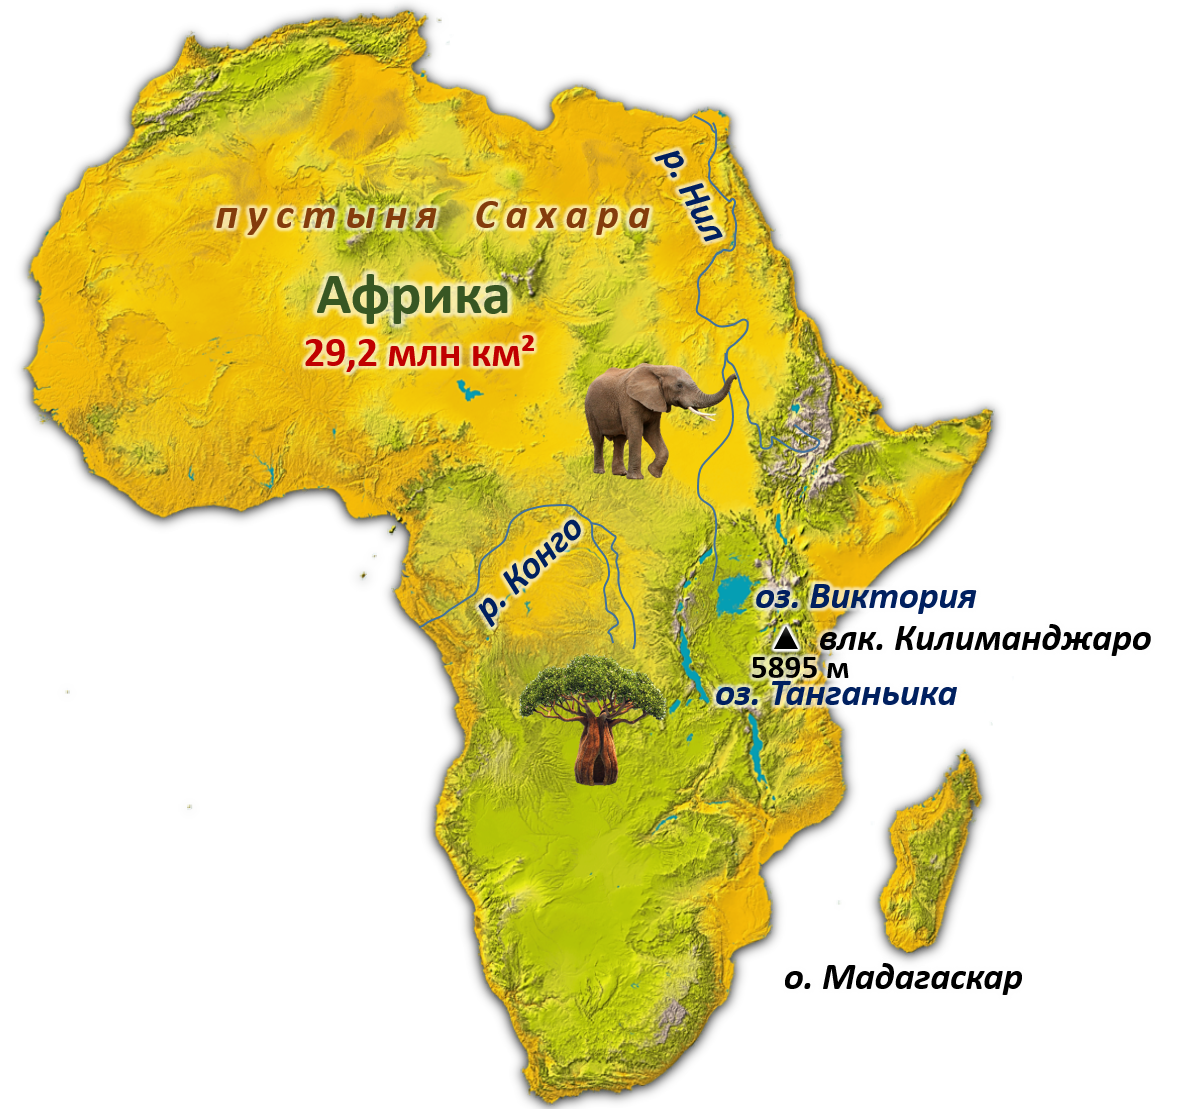 р. Нил
пустыня Сахара
Африка
29,2 млн км²
р. Конго
оз. Виктория
влк. Килиманджаро
5895 м
оз. Танганьика
о. Мадагаскар